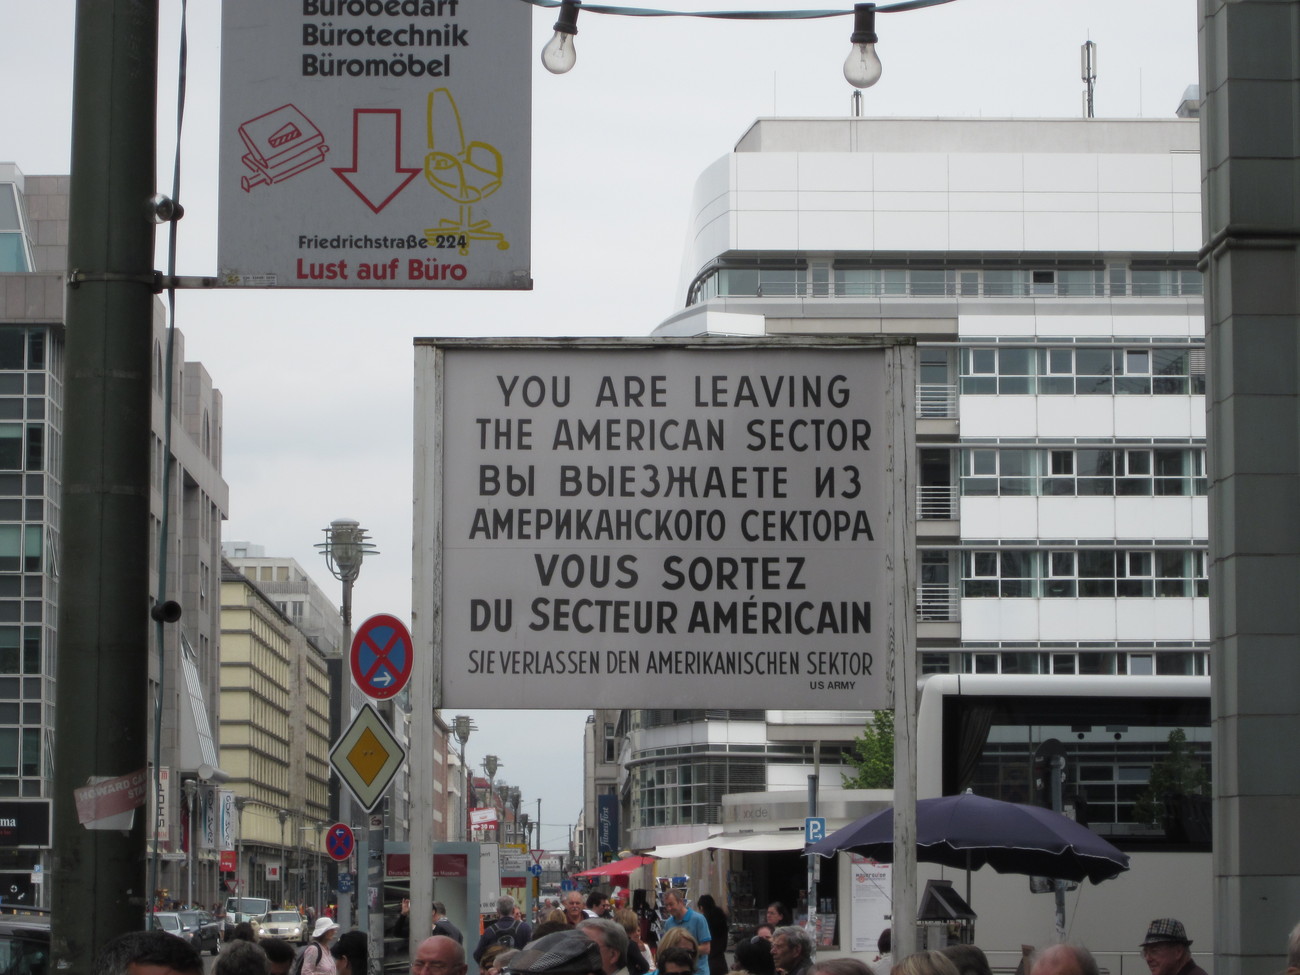 Bürobedarf
Bürotechnik
Büromöbel
Friedrichstraße 224
Lust auf Büro
YOU ARE LEAVING
THE AMERICAN SECTOR
ВЫ ВЫЕЗЖАЕТЕ ИЗ
АМЕРИКАНСКОГО СЕКТОРА
VOUS SORTEZ
DU SECTEUR AMÉRICAIN
SIE VERLASSEN DEN AMERIKANISCHEN SEKTOR
US ARMY
P